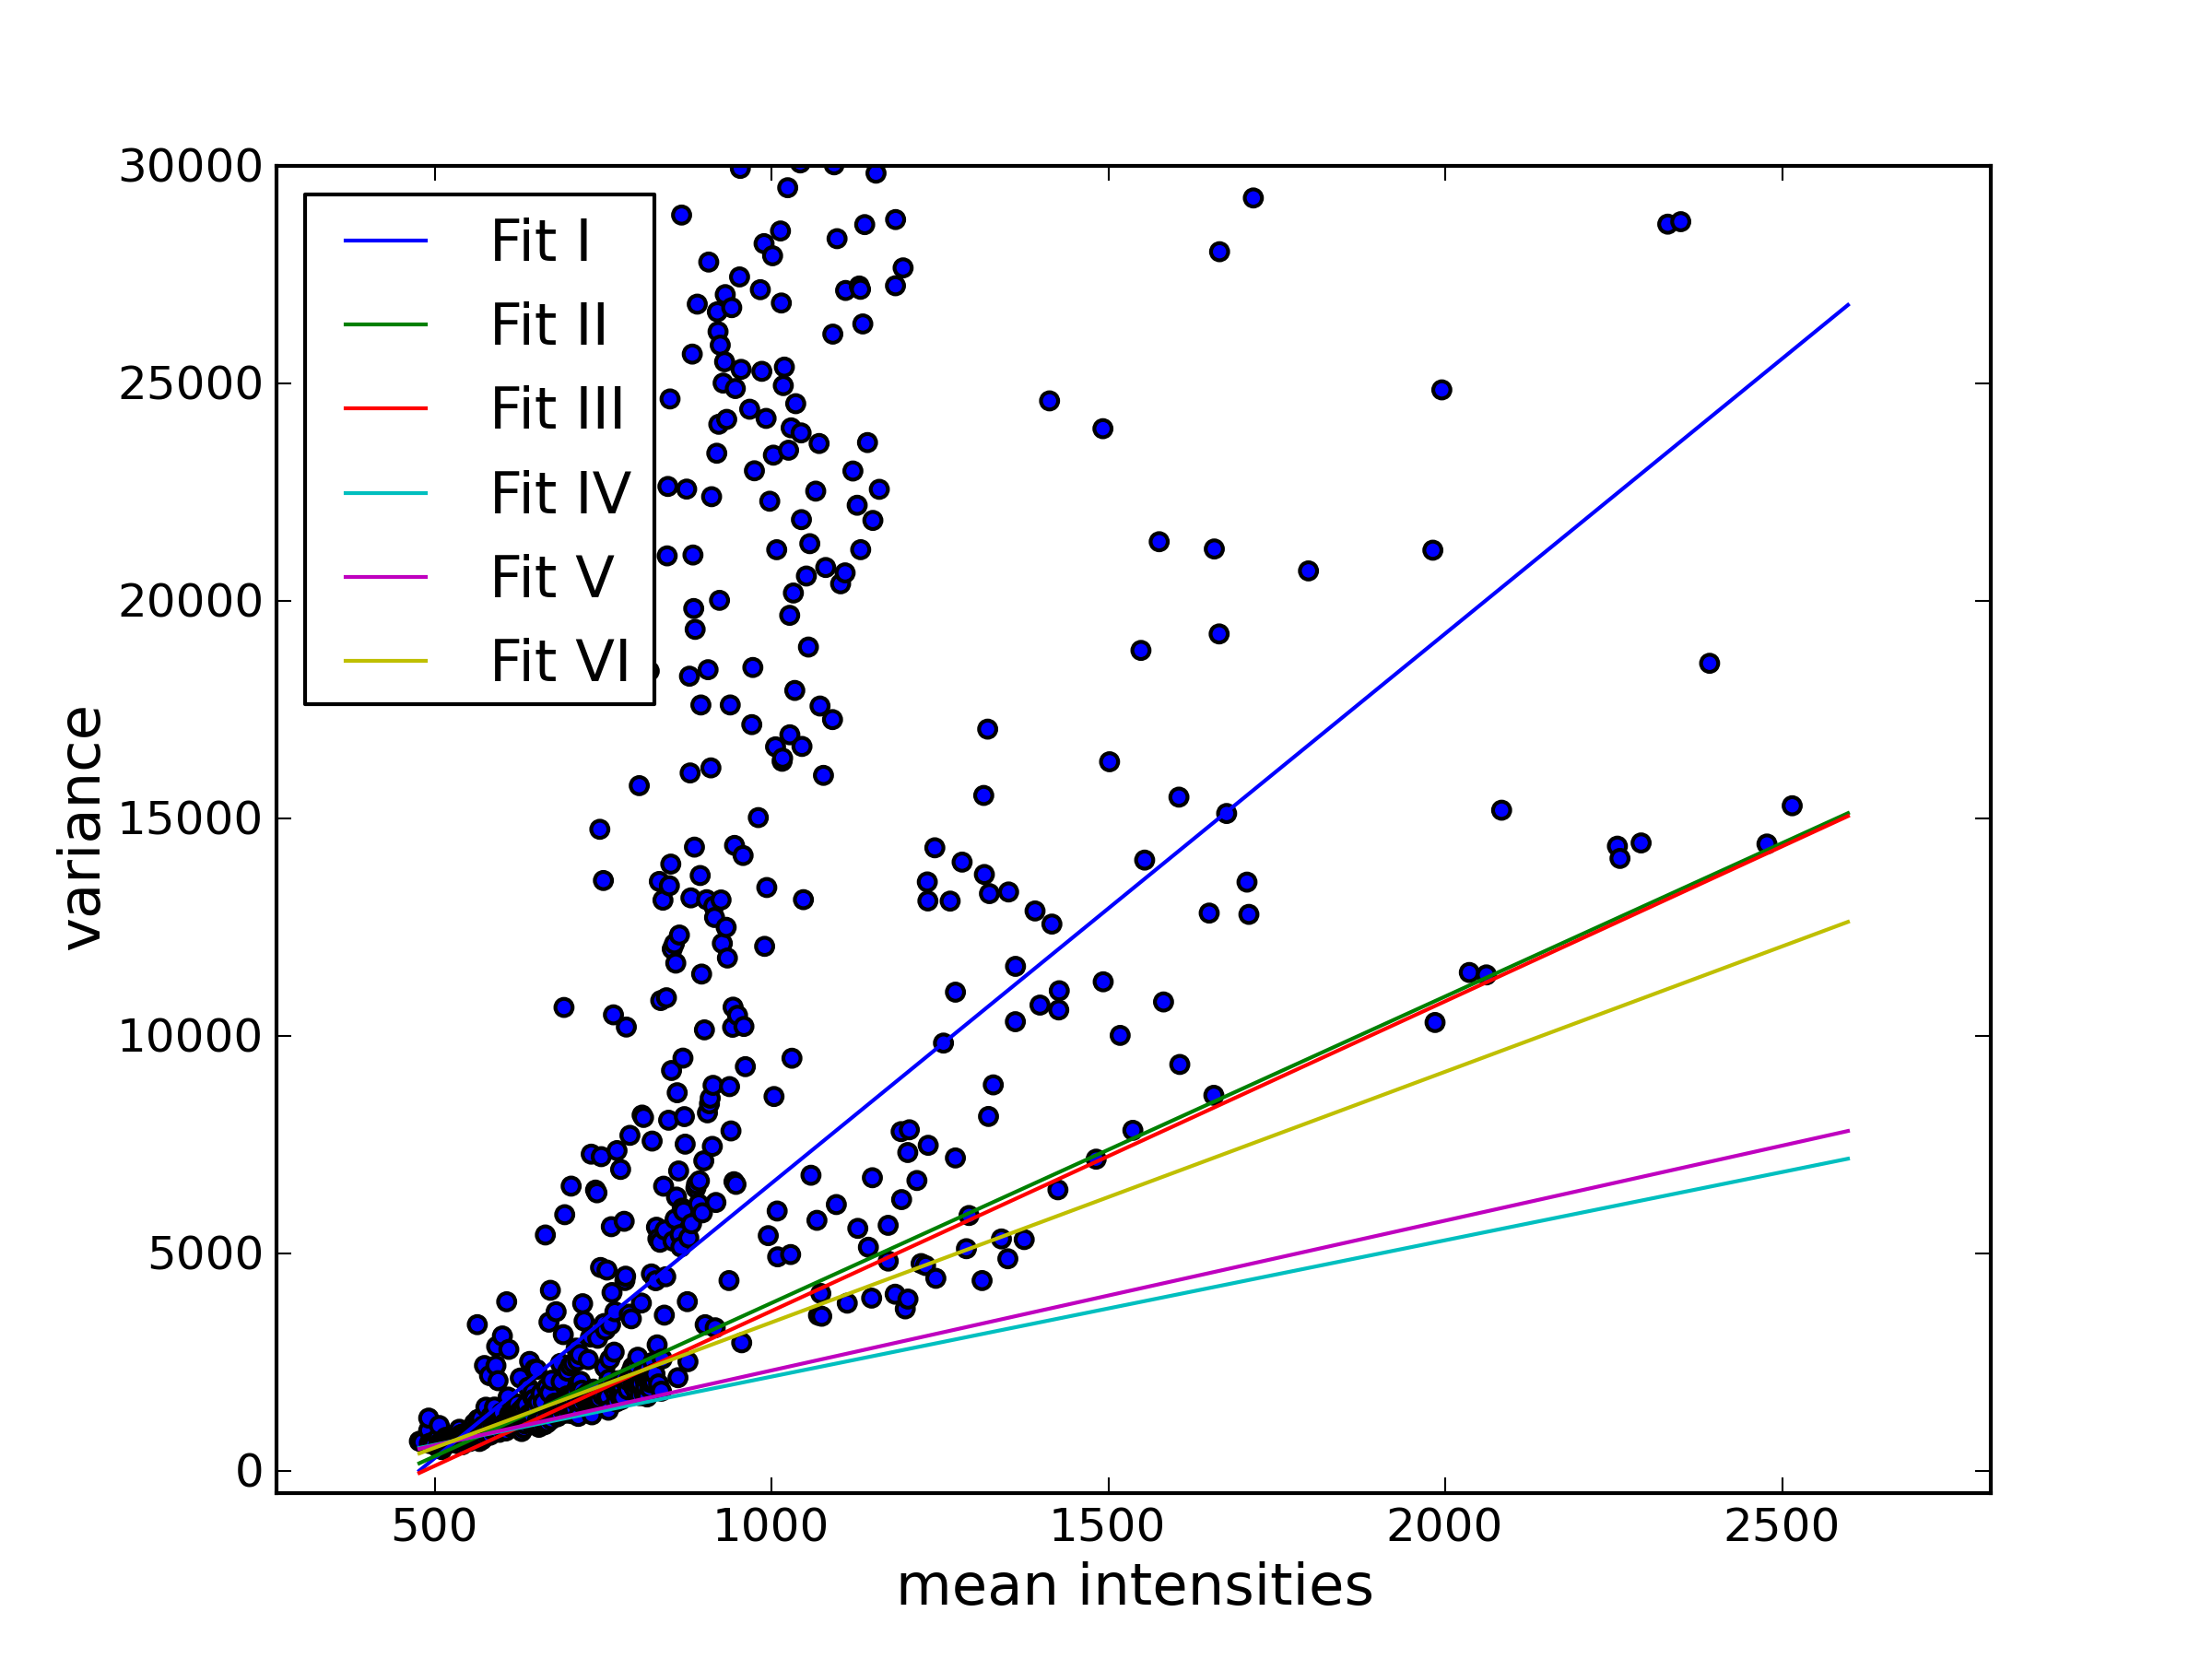 30000
25000
20000
15000
10000
5000
0
variance
Fit I
Fit II
Fit III
Fit IV
Fit V
Fit VI
500 1000 1500 2000 2500
mean intensities